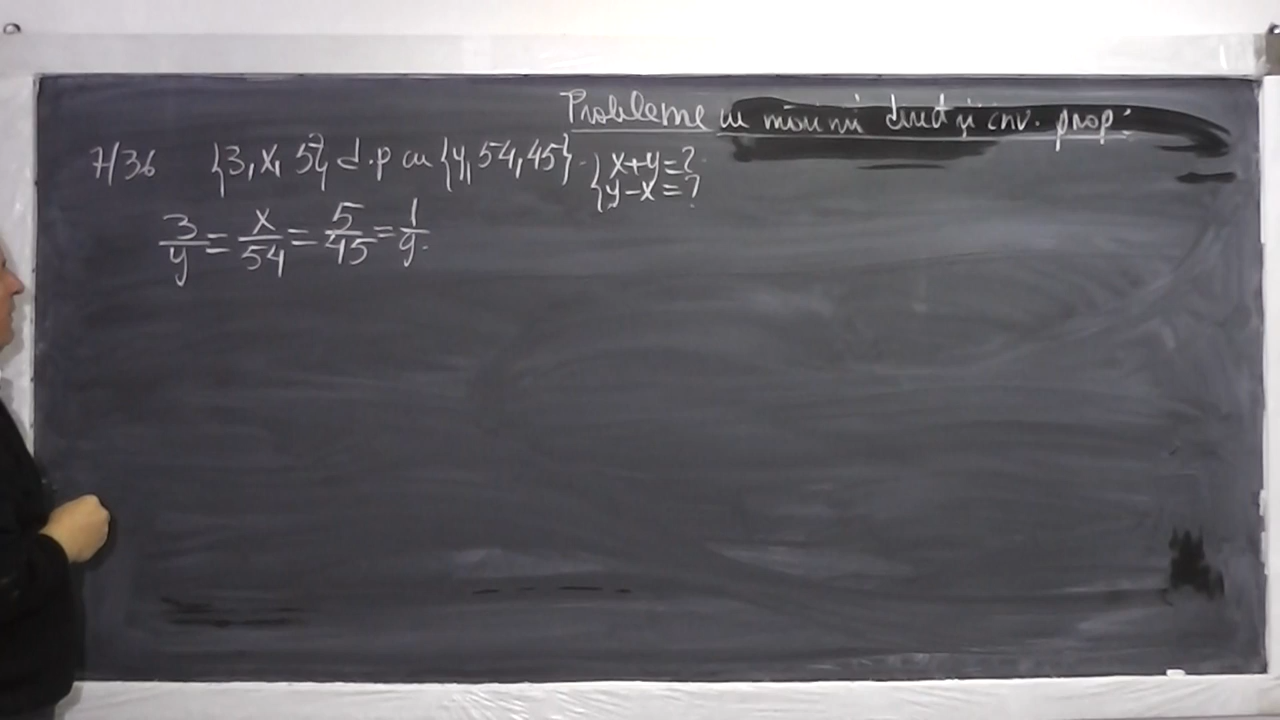 Probleme cu mărimi direct și inv. prop:
7/36 {3, x, 5} d.p cu {y, 54, 45}. { x+y=?
{ y-x=?
3/y = x/54 = 5/45 = 1/9.